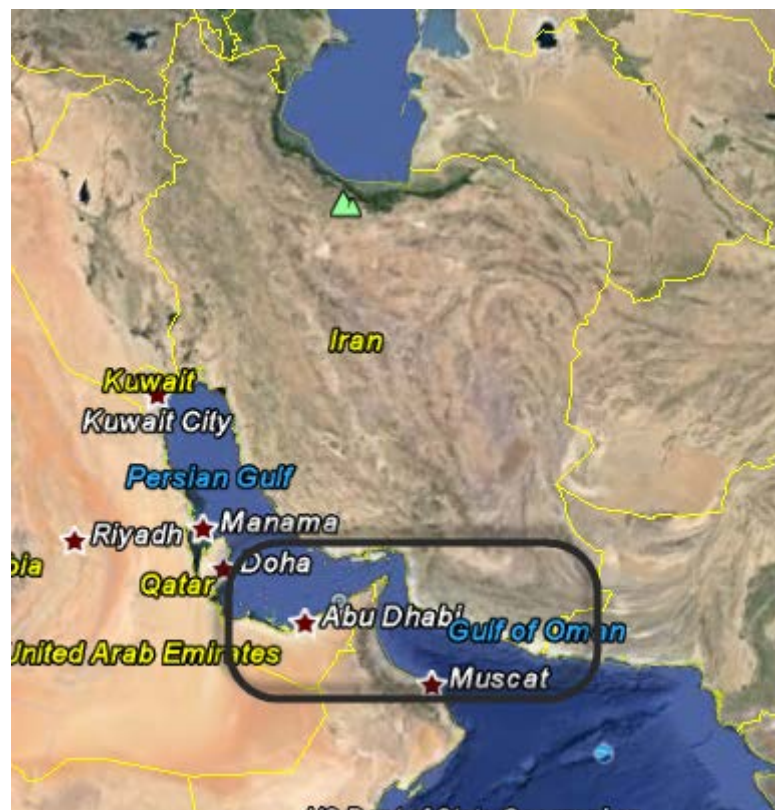 Iran
Kuwait
Kuwait City
Persian Gulf
Manama
Riyadh
Doha
bia
Qatar
Abu Dhabi
Gulf of Oman
United Arab Emirates
Muscat